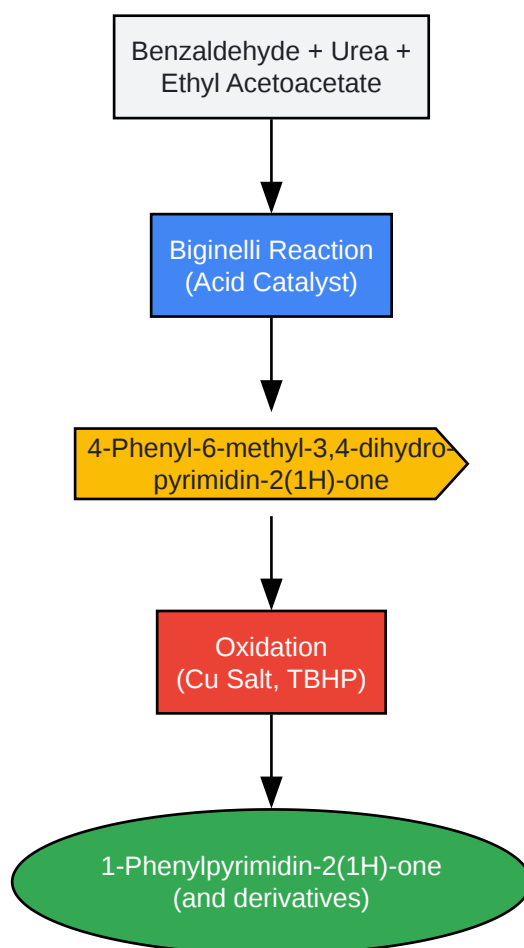 Benzaldehyde + Urea +
Ethyl Acetoacetate
Biginelli Reaction
(Acid Catalyst)
4-Phenyl-6-methyl-3,4-dihydro-
pyrimidin-2(1H)-one
Oxidation
(Cu Salt, TBHP)
1-Phenylpyrimidin-2(1H)-one
(and derivatives)